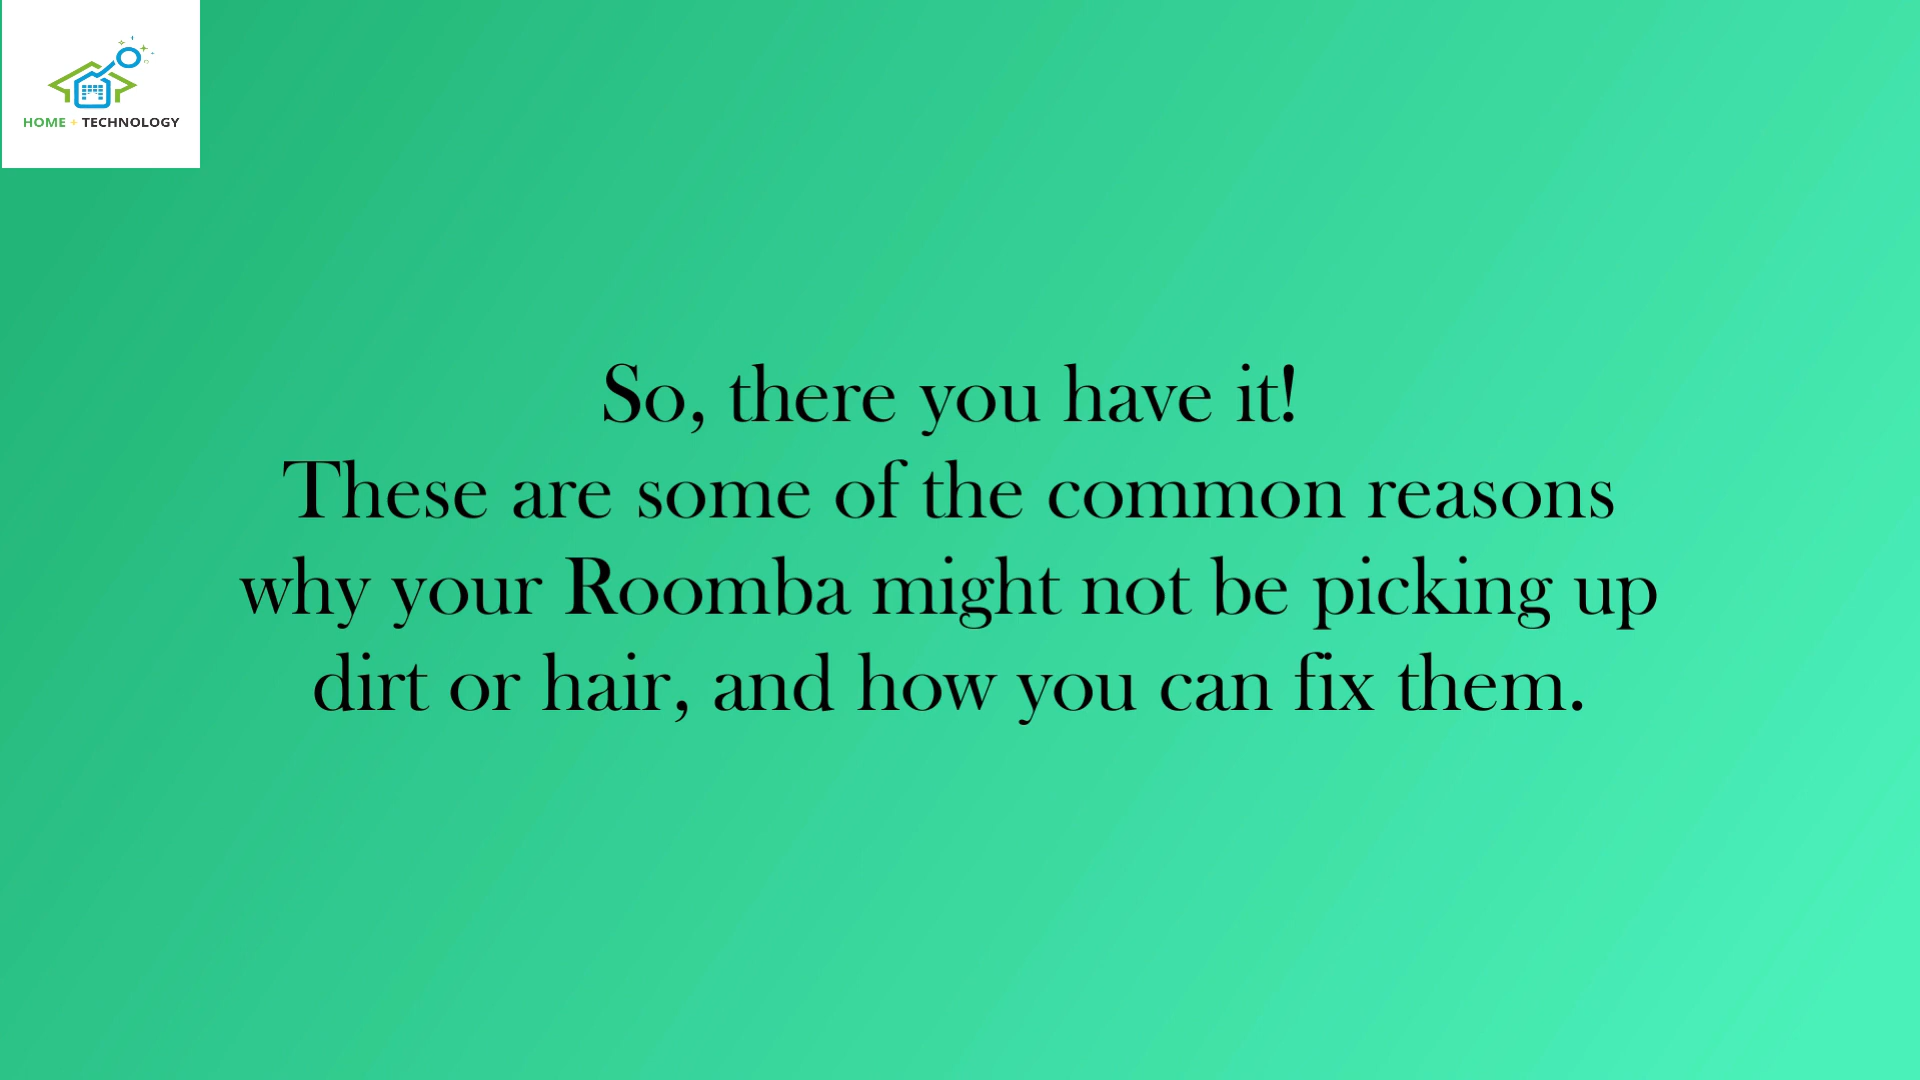 HOME + TECHNOLOGY
So, there you have it!
These are some of the common reasons
why your Roomba might not be picking up
dirt or hair, and how you can fix them.